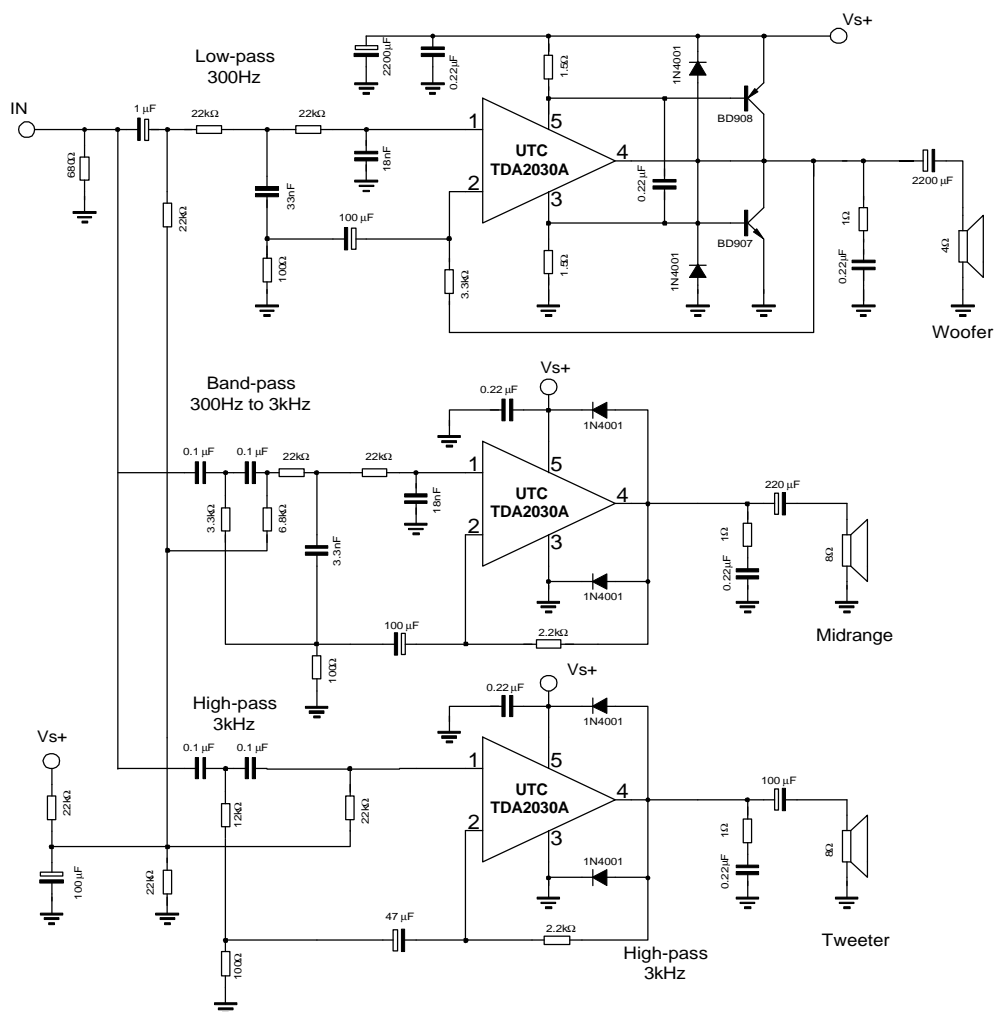 Vs+
Low-pass
300Hz
2200µF
0.22µF
1.5Ω
1N4001
BD908
IN
1 µF
22kΩ
22kΩ
680Ω
18nF
33nF
22kΩ
1
2
5
UTC
TDA2030A
4
3
0.22µF
100 µF
100Ω
3.3kΩ
1.5Ω
1N4001
BD907
1Ω
0.22µF
2200 µF
4Ω
Woofer
Band-pass
300Hz to 3kHz
Vs+
0.22 µF
1N4001
0.1 µF
0.1 µF
22kΩ
22kΩ
18nF
3.3kΩ
6.8kΩ
3.3nF
1
2
5
UTC
TDA2030A
4
3
1N4001
100 µF
2.2kΩ
100Ω
220 µF
1Ω
0.22µF
8Ω
Midrange
High-pass
3kHz
Vs+
0.22 µF
1N4001
Vs+
0.1 µF
0.1 µF
22kΩ
12kΩ
22kΩ
100µF
22kΩ
1
2
5
UTC
TDA2030A
4
3
1N4001
47 µF
2.2kΩ
100Ω
100 µF
1Ω
0.22µF
8Ω
High-pass
3kHz
Tweeter